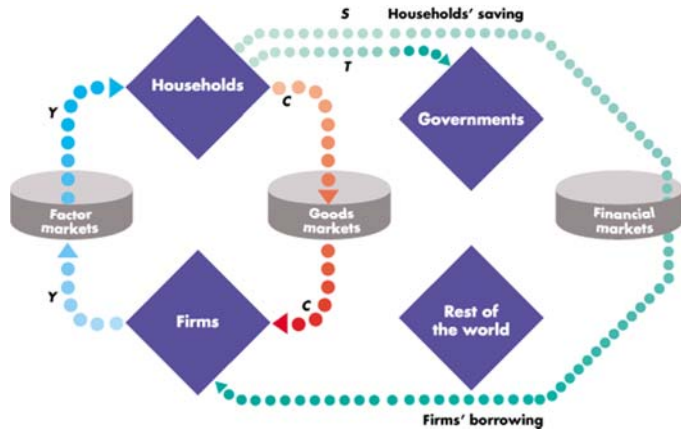 S Households' saving
T
Households
Y
C
Governments
Factor
markets
Goods
markets
Financial
markets
Y
C
Firms
Rest of
the world
Firms' borrowing